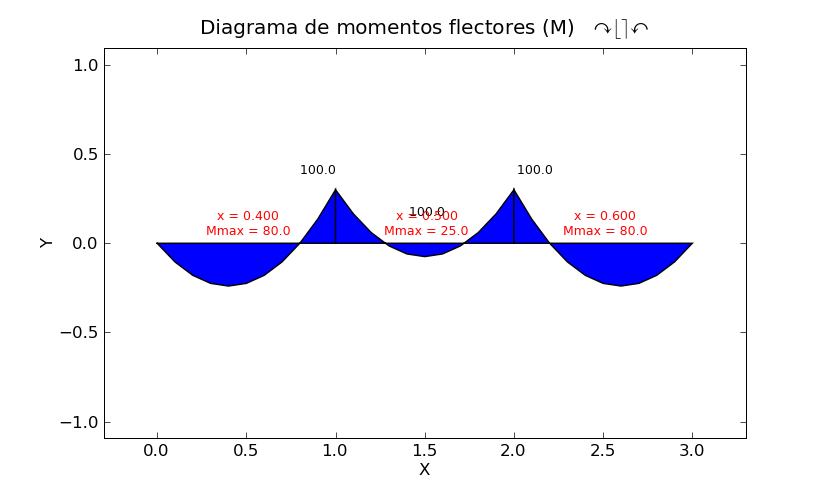 Diagrama de momentos flectores (M) ↷⌊⌉↶
1.0
0.5
0.0
−0.5
−1.0
Y
100.0
100.0
100.0
x = 0.400
Mmax = 80.0
x = 0.500
Mmax = 25.0
x = 0.600
Mmax = 80.0
0.0 0.5 1.0 1.5 2.0 2.5 3.0
X